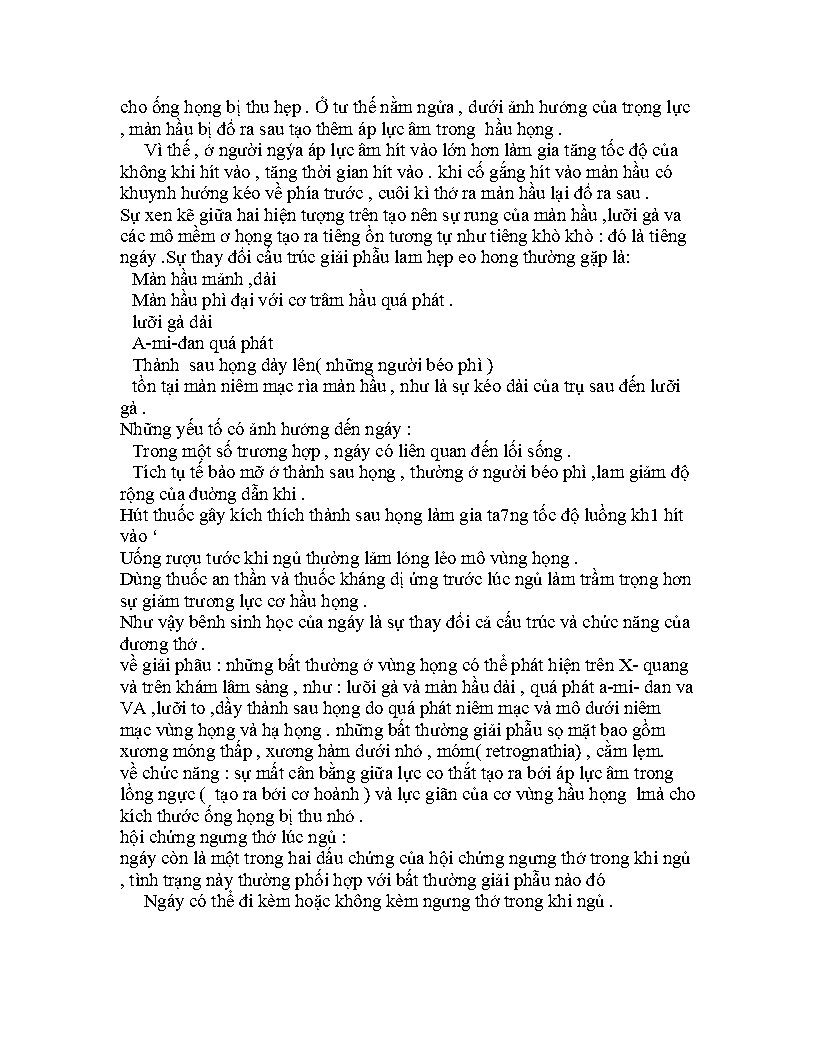 cho ống họng bị thu hẹp . Ở tư thế nằm ngửa , dưới ảnh hưởng của trọng lực
, màn hầu bị đổ ra sau tạo thêm áp lực âm trong  hầu họng .
Vì thế , ở người ngýa áp lực âm hít vào lớn hơn làm gia tăng tốc độ của
không khi hít vào , tăng thời gian hít vào . khi cố gắng hít vào màn hầu có
khuynh hướng kéo về phía trước , cuôi kì thở ra màn hầu lại đổ ra sau .
Sự xen kẽ giữa hai hiện tượng trên tạo nên sự rung của màn hầu ,lưỡi gà va
các mô mềm ơ họng tạo ra tiêng ồn tương tự như tiêng khò khò : đó là tiêng
ngáy .Sự thay đổi cấu trúc giải phẫu lam hẹp eo hong thường gặp là:
Màn hầu mảnh ,dài
Màn hầu phì đại với cơ trâm hầu quá phát .
lưỡi gà dài
A-mi-đan quá phát
Thành  sau họng dày lên( những người béo phì )
tồn tại màn niêm mạc rìa màn hầu , như là sự kéo dài của trụ sau đến lưỡi
gà .
Những yếu tố có ảnh hưởng dến ngáy :
Trong một số trương hợp , ngáy có liên quan đến lối sống .
Tích tụ tế bào mỡ ở thành sau họng , thường ở người béo phì ,lam giảm độ
rộng của đuờng dẫn khi .
Hút thuốc gây kích thích thành sau họng làm gia ta7ng tốc độ luồng kh1 hít
vào ‘
Uống rượu tước khi ngủ thường lãm lỏng lẻo mô vùng họng .
Dùng thuốc an thần và thuốc kháng dị ứng trước lúc ngủ làm trầm trọng hơn
sự giảm trương lực cơ hầu họng .
Như vậy bênh sinh học của ngáy là sự thay đổi cả cấu trúc và chức năng của
đương thở .
về giải phâu : những bất thường ở vùng họng có thể phát hiện trên X- quang
và trên khám lâm sàng , như : lưỡi gà và màn hầu dài , quá phát a-mi- đan va
VA ,lưỡi to ,dầy thành sau họng do quá phát niêm mạc và mô dưới niêm
mạc vùng họng và hạ họng . những bất thường giải phẫu sọ mặt bao gồm
xương móng thấp , xương hàm dưới nhỏ , móm( retrognathia) , cằm lẹm.
về chức năng : sự mất cân bằng giữa lực co thắt tạo ra bởi áp lực âm trong
lồng ngực (  tạo ra bởi cơ hoành ) và lực giãn của cơ vùng hầu họng  lmà cho
kích thước ống họng bị thu nhỏ .
hội chứng ngưng thở lúc ngủ :
ngáy còn là một trong hai dấu chứng của hội chứng ngưng thở trong khi ngủ
, tình trạng này thường phối hợp với bất thường giải phẫu nào đó
Ngáy có thể đi kèm hoặc không kèm ngưng thở trong khi ngủ .